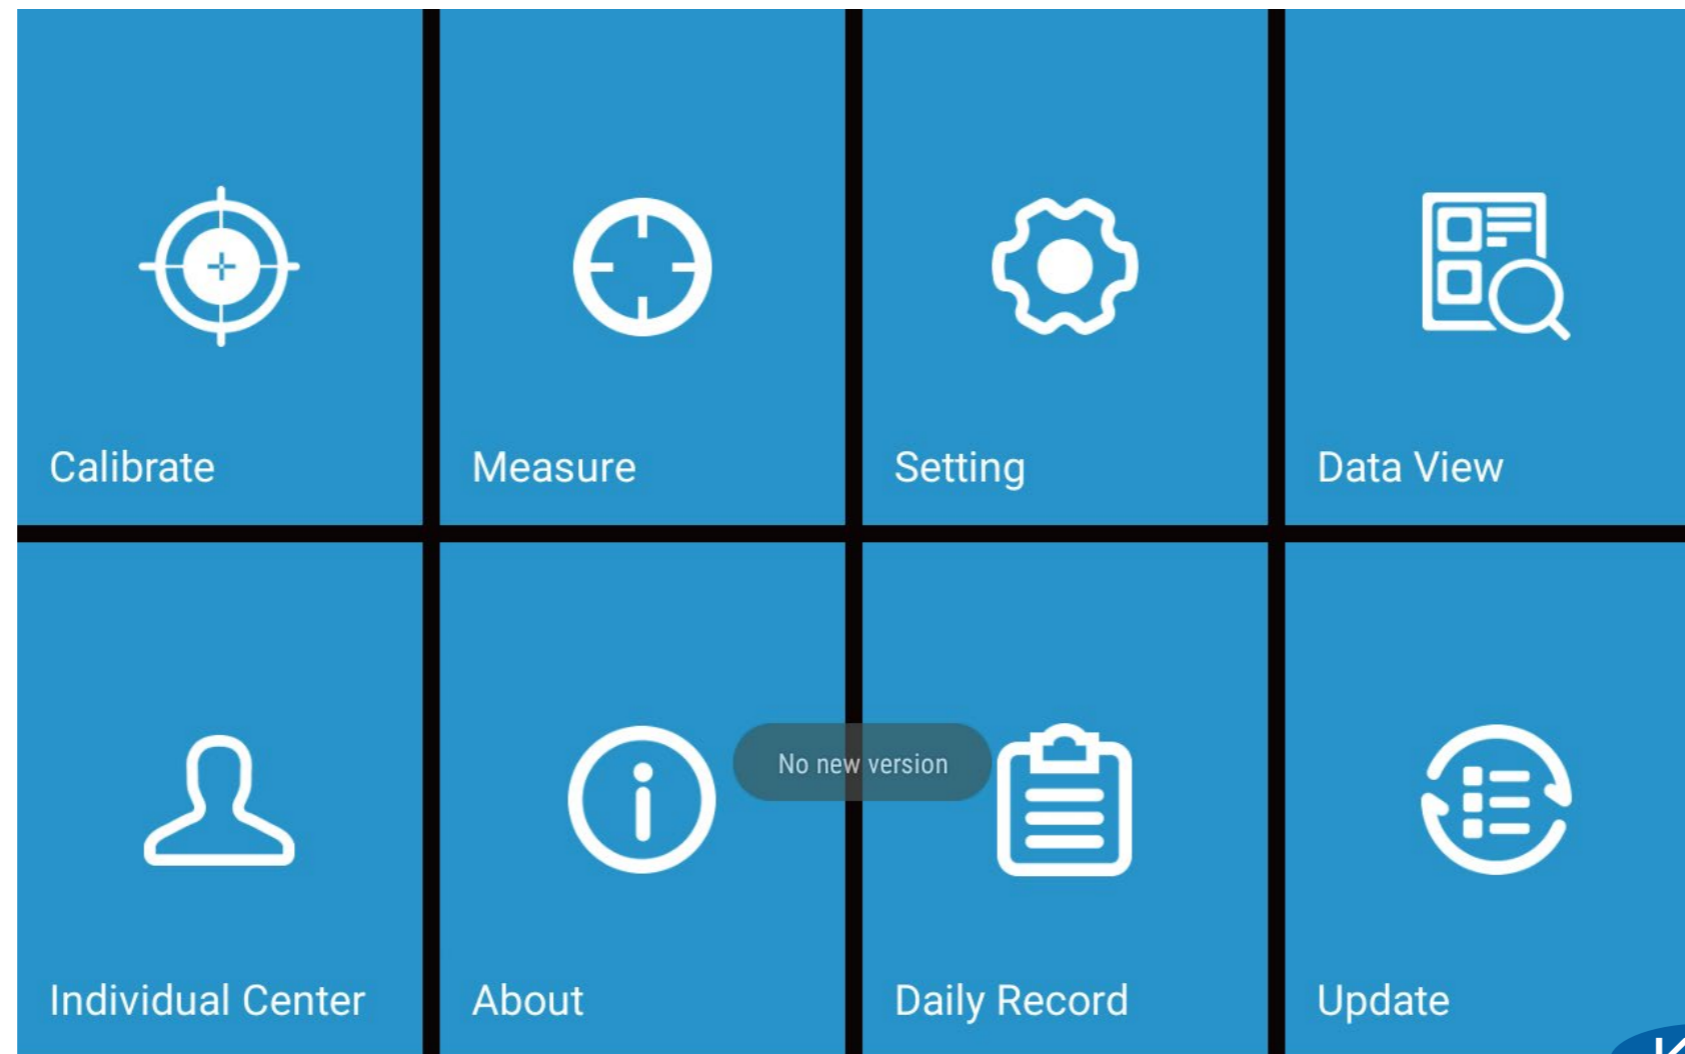 Calibrate
Measure
Setting
Data View
No new version
Individual Center
About
Daily Record
Update